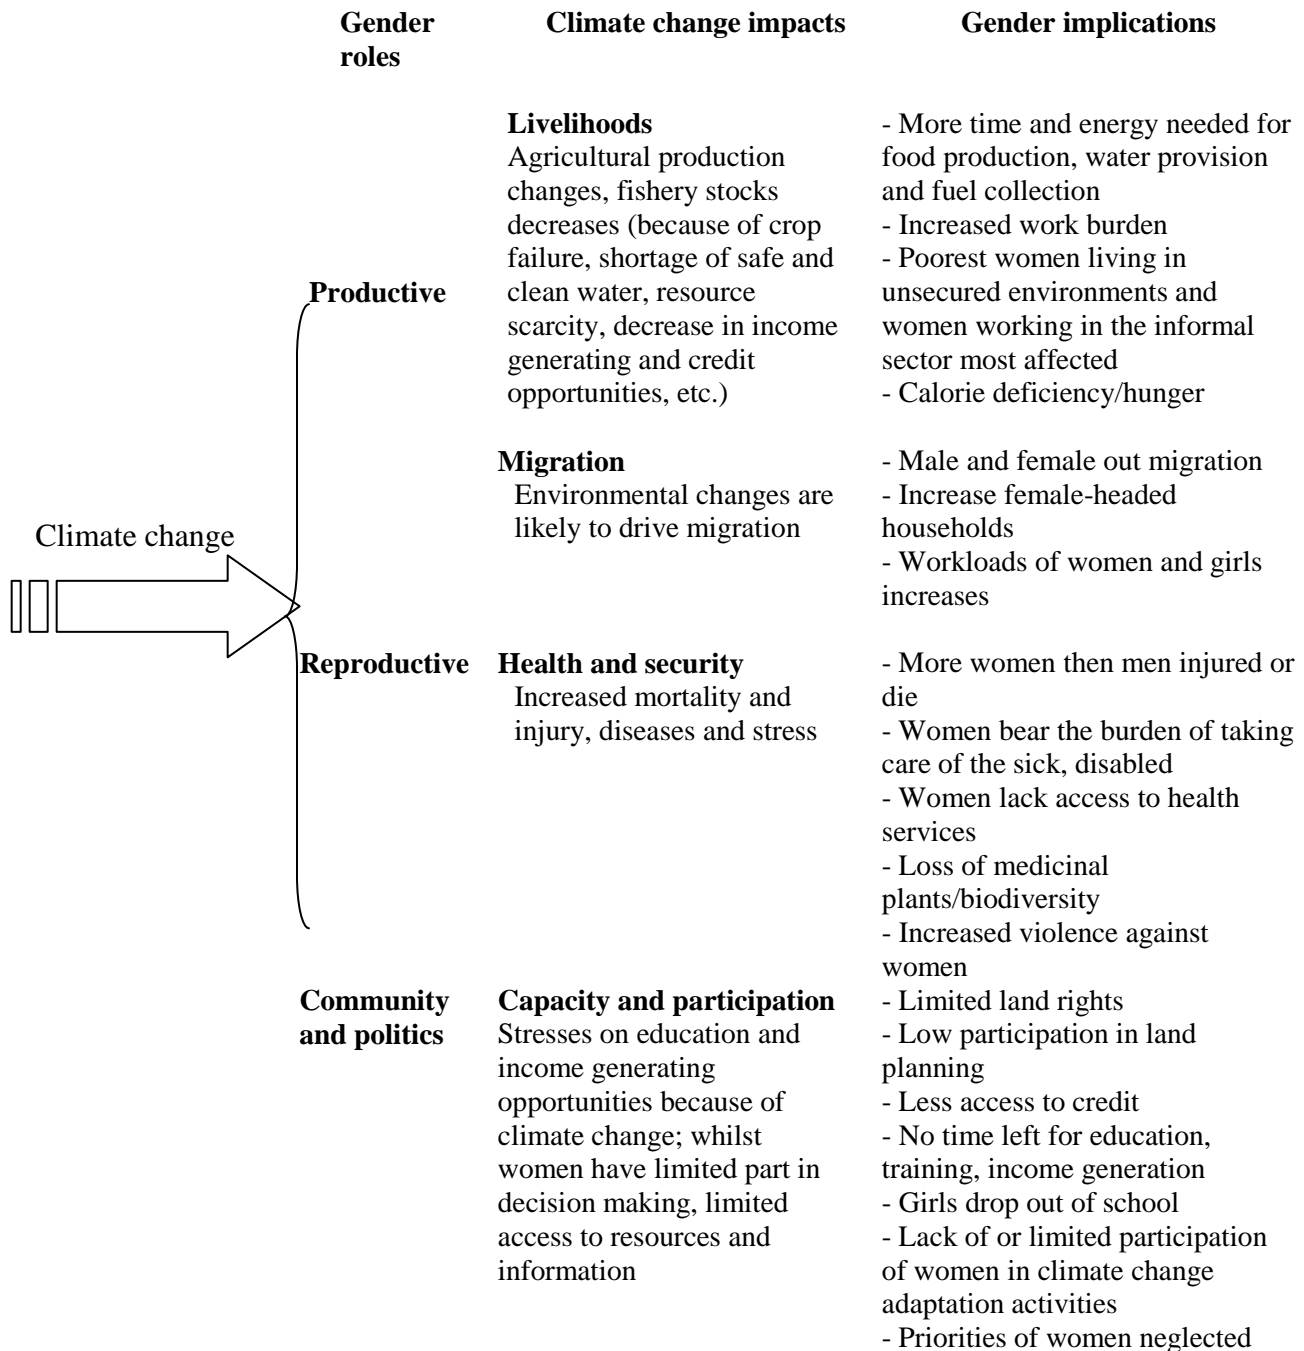 Gender roles
Climate change impacts
Gender implications
Livelihoods
Agricultural production
changes, fishery stocks
decreases (because of crop
failure, shortage of safe and
clean water, resource
scarcity, decrease in income
generating and credit
opportunities, etc.)
- More time and energy needed for
food production, water provision
and fuel collection
- Increased work burden
- Poorest women living in
unsecured environments and
women working in the informal
sector most affected
- Calorie deficiency/hunger
Productive
Migration
Environmental changes are
likely to drive migration
- Male and female out migration
- Increase female-headed
households
- Workloads of women and girls
increases
Climate change
Reproductive
Health and security
Increased mortality and
injury, diseases and stress
- More women then men injured or
die
- Women bear the burden of taking
care of the sick, disabled
- Women lack access to health
services
- Loss of medicinal
plants/biodiversity
- Increased violence against
women
Community
and politics
Capacity and participation
Stresses on education and
income generating
opportunities because of
climate change; whilst
women have limited part in
decision making, limited
access to resources and
information
- Limited land rights
- Low participation in land
planning
- Less access to credit
- No time left for education,
training, income generation
- Girls drop out of school
- Lack of or limited participation
of women in climate change
adaptation activities
- Priorities of women neglected